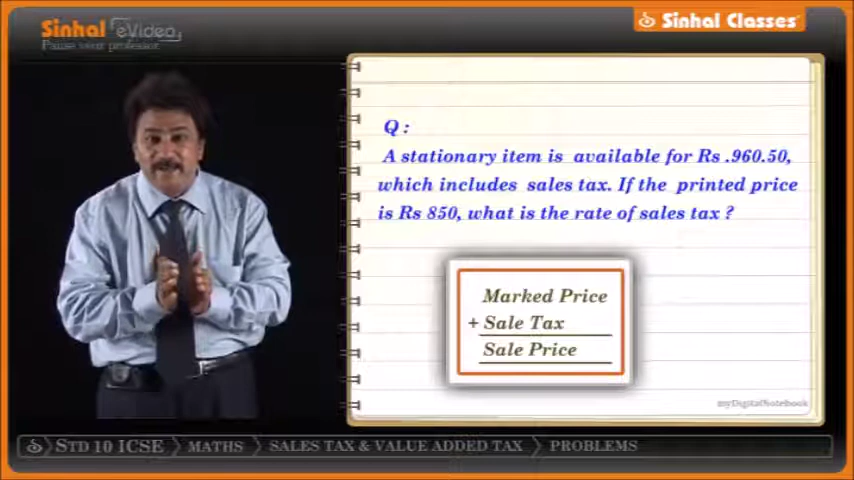 Sinhal eVideo
Pause your professor
Sinhal Classes
Q :
A stationary item is available for Rs .960.50,
which includes sales tax. If the printed price
is Rs 850, what is the rate of sales tax ?
Marked Price
+ Sale Tax
Sale Price
myDigitalNotebook
STD 10 ICSE
MATHS
SALES TAX & VALUE ADDED TAX
PROBLEMS